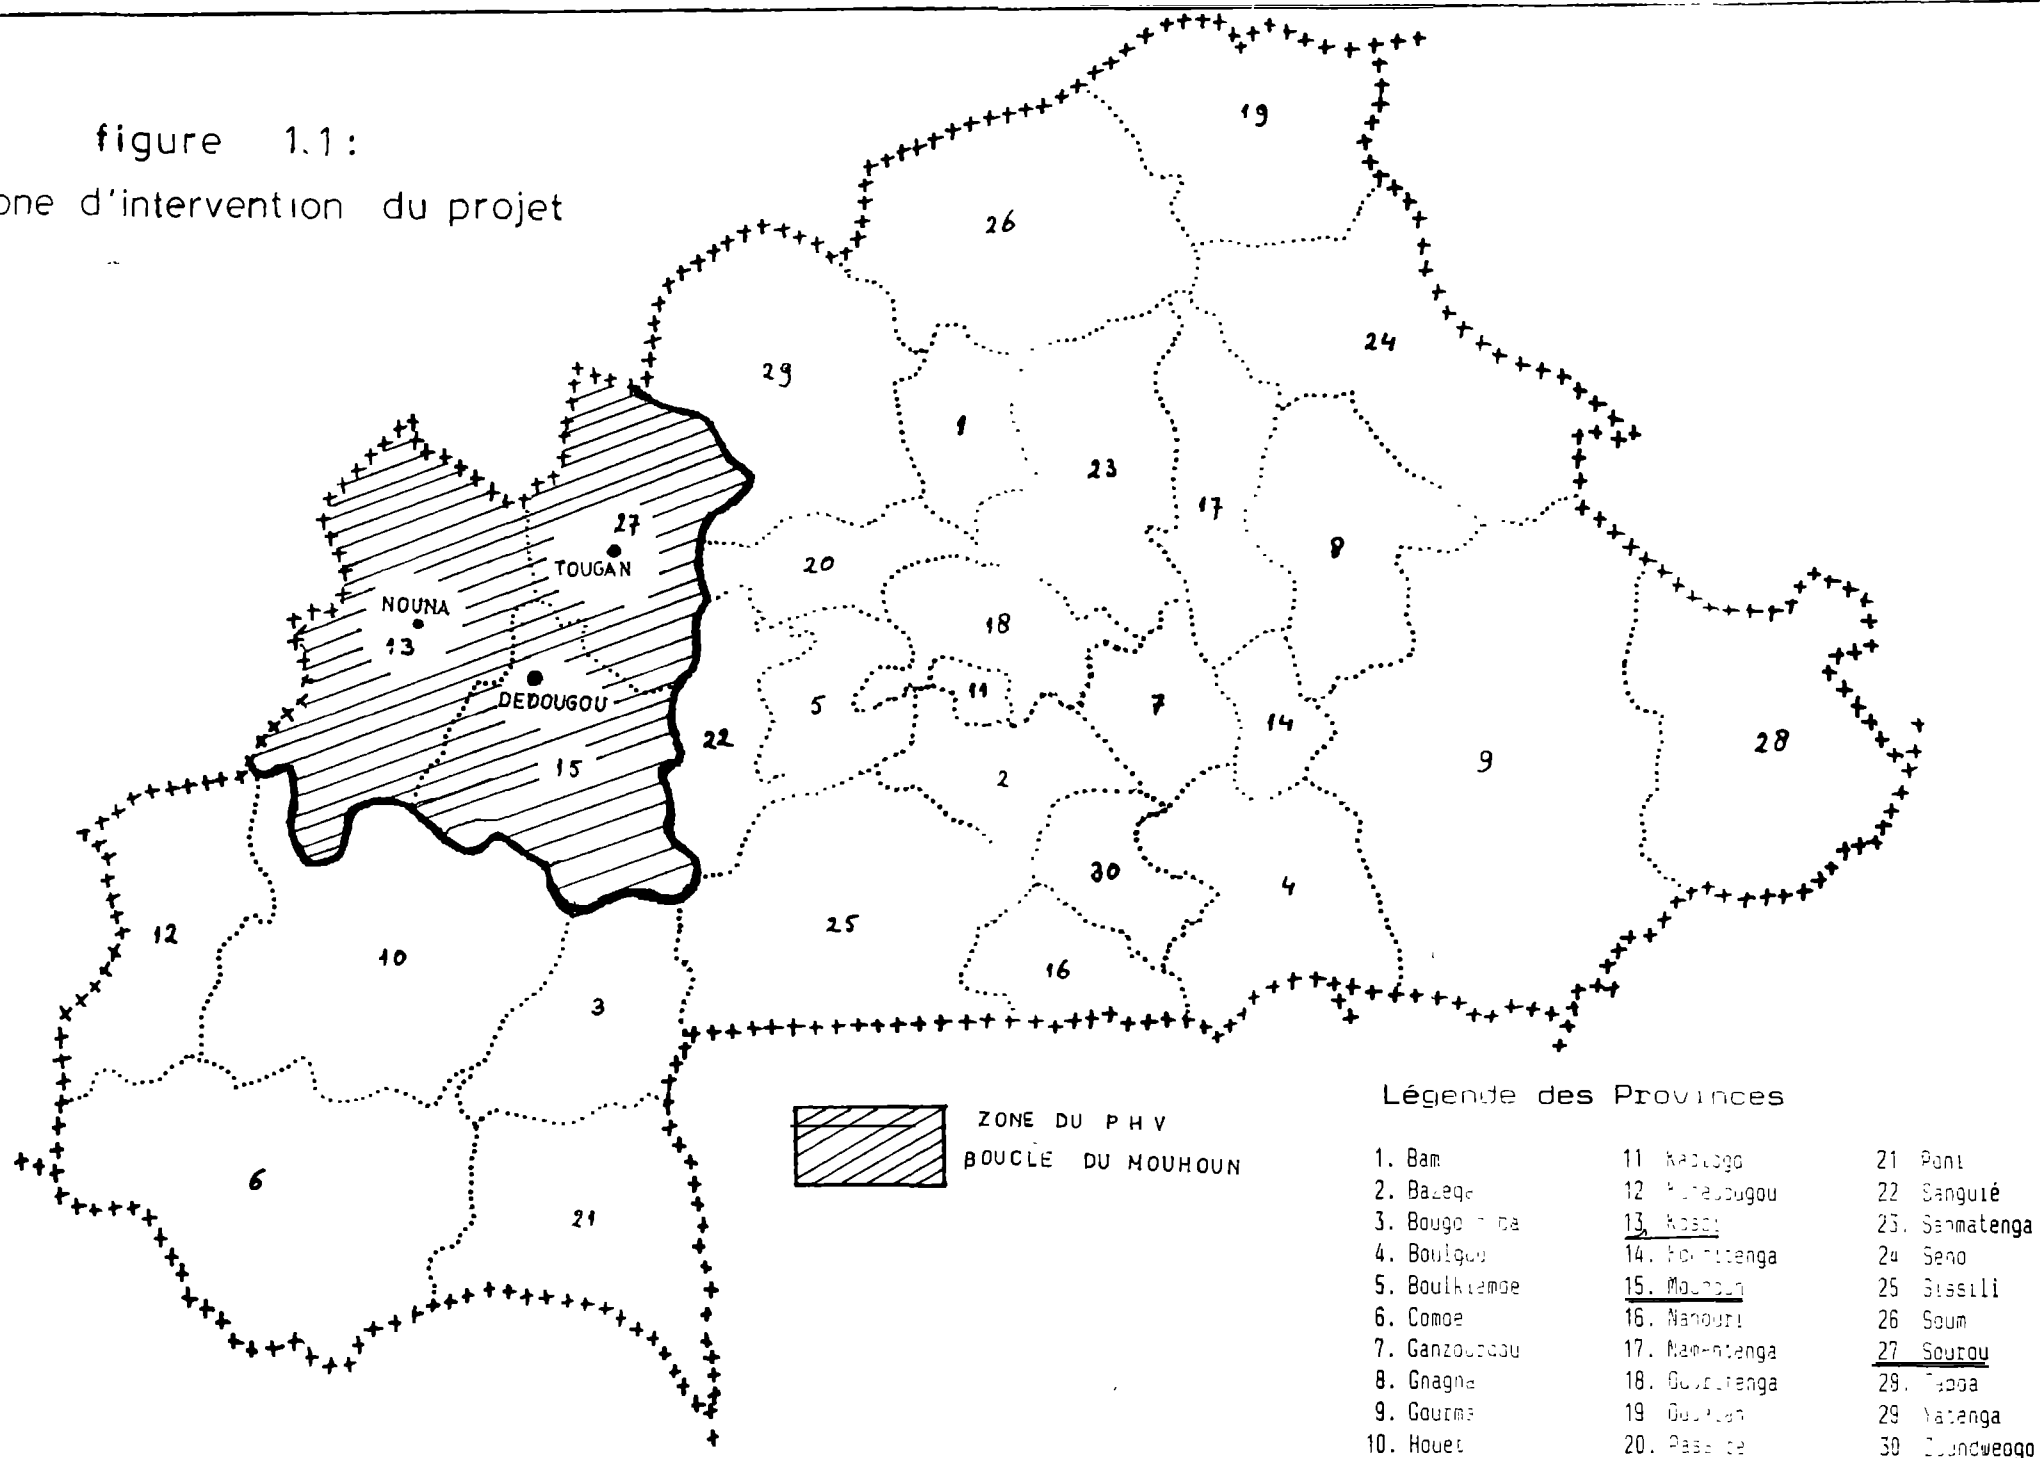 figure 1.1:
one d'intervention du projet
19
26
24
29
1
23
17
27
8
TOUGAN
20
NOUNA
18
13
11
DEDOUGOU
5
7
14
22
28
15
2
9
30
4
12
25
10
16
3
6
21
ZONE DU PHV
BOUCLE DU MOUHOUN
Légende des Provinces
1. Bam
2. Bazega
3.
4. Boulgou
5. Boulkiemde
6. Comoe
7. Ganzourgou
8. Gnagna
9. Gourma
10. Houet
11
12
13.
14.
15. Mouhoun
16. Nahouri
17. Namentenga
18.
19
20.
21 Poni
22 Sanguié
23. Sanmatenga
24 Seno
25 Sissili
26 Soum
27 Sourou
28.
29 Yatenga
30